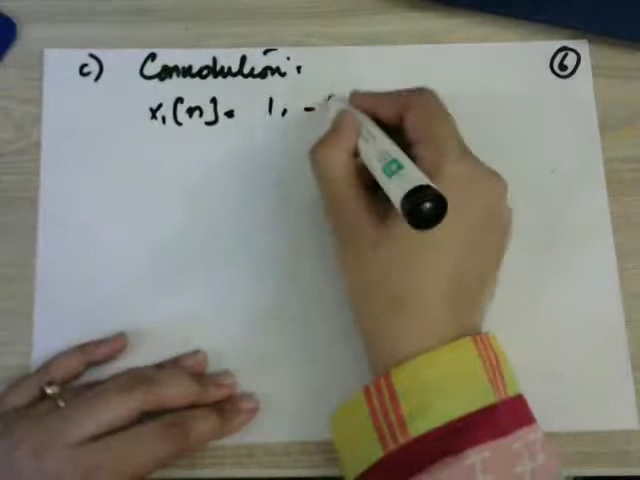 c) Convolution: ⑥
x₁[n] = 1, -